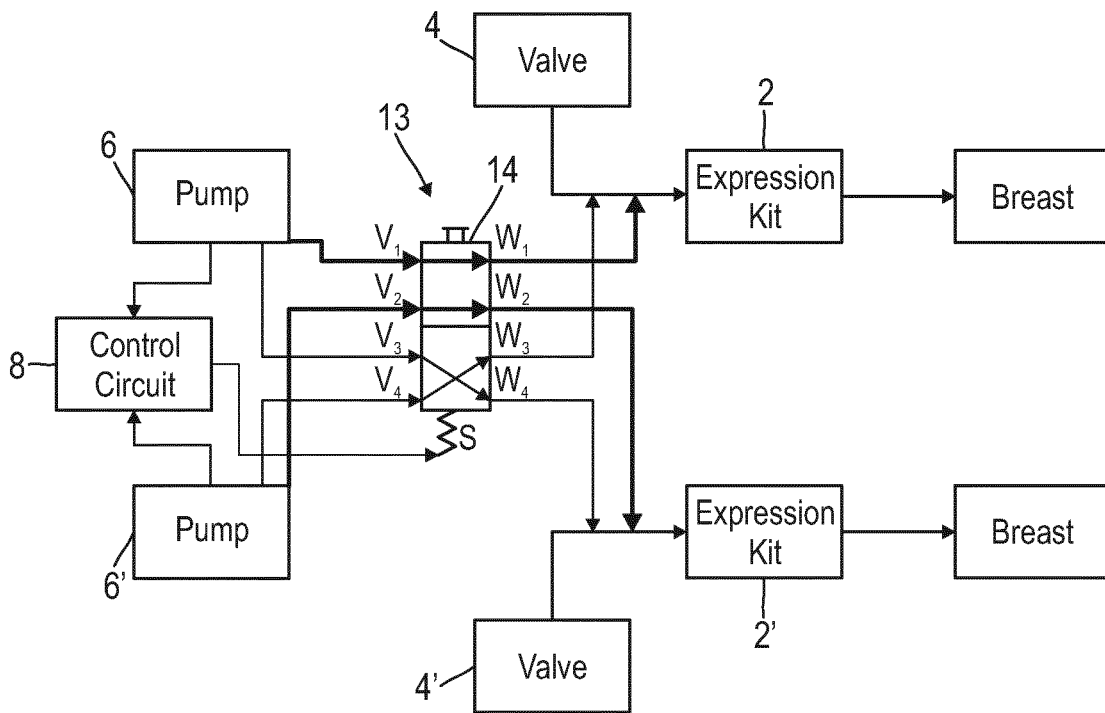 4
Valve
13
2
6
Pump
14
Expression
Kit
Breast
V₁
W₁
V₂
W₂
V₃
W₃
V₄
W₄
8
Control
Circuit
S
Pump
6’
Expression
Kit
Breast
2’
Valve
4’